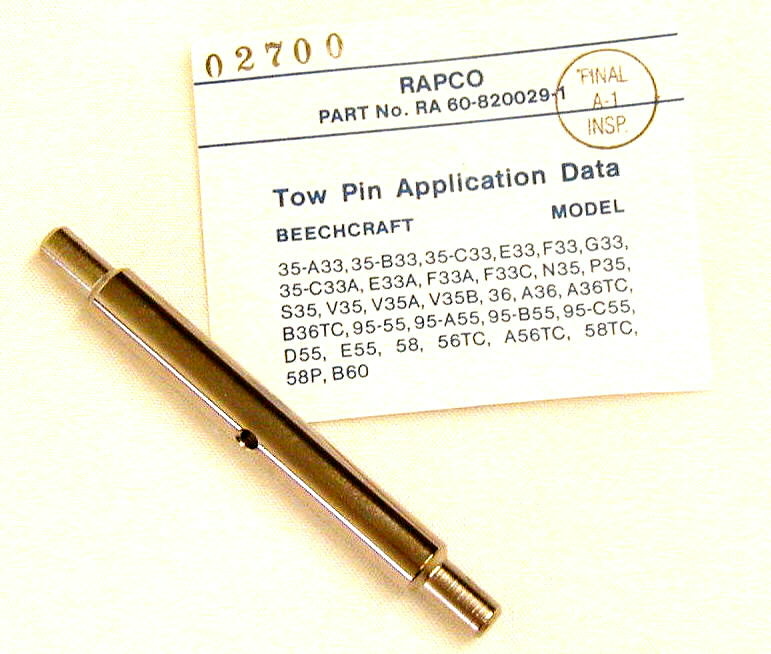 02700
RAPCO
PART No. RA 60-820029-1
FINAL
A-1
INSP.
Tow Pin Application Data
BEECHCRAFT MODEL
35-A33, 35-B33, 35-C33, E33, F33, G33,
35-C33A, E33A, F33A, F33C, N35, P35,
S35, V35, V35A, V35B, 36, A36, A36TC,
B36TC, 95-55, 95-A55, 95-B55, 95-C55,
D55, E55, 58, 56TC, A56TC, 58TC,
58P, B60